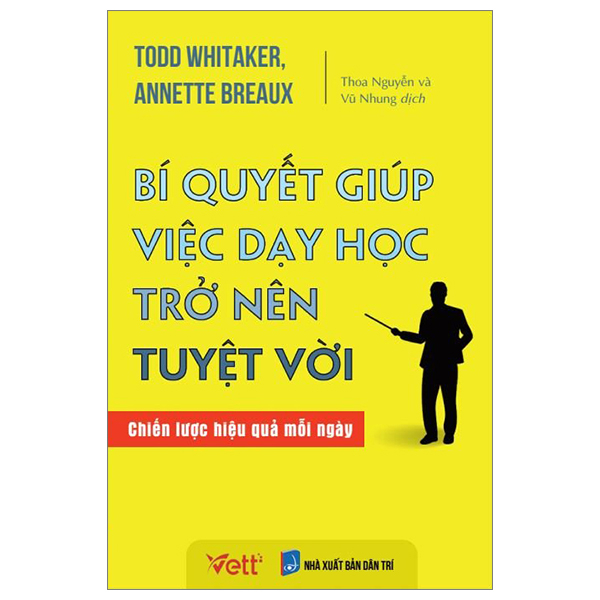 TODD WHITAKER,
ANNETTE BREAUX
Thoa Nguyễn và
Vũ Nhung dịch
BÍ QUYẾT GIÚP
VIỆC DẠY HỌC
TRỞ NÊN
TUYỆT VỜI
Chiến lược hiệu quả mỗi ngày
Vett
NHÀ XUẤT BẢN DÂN TRÍ